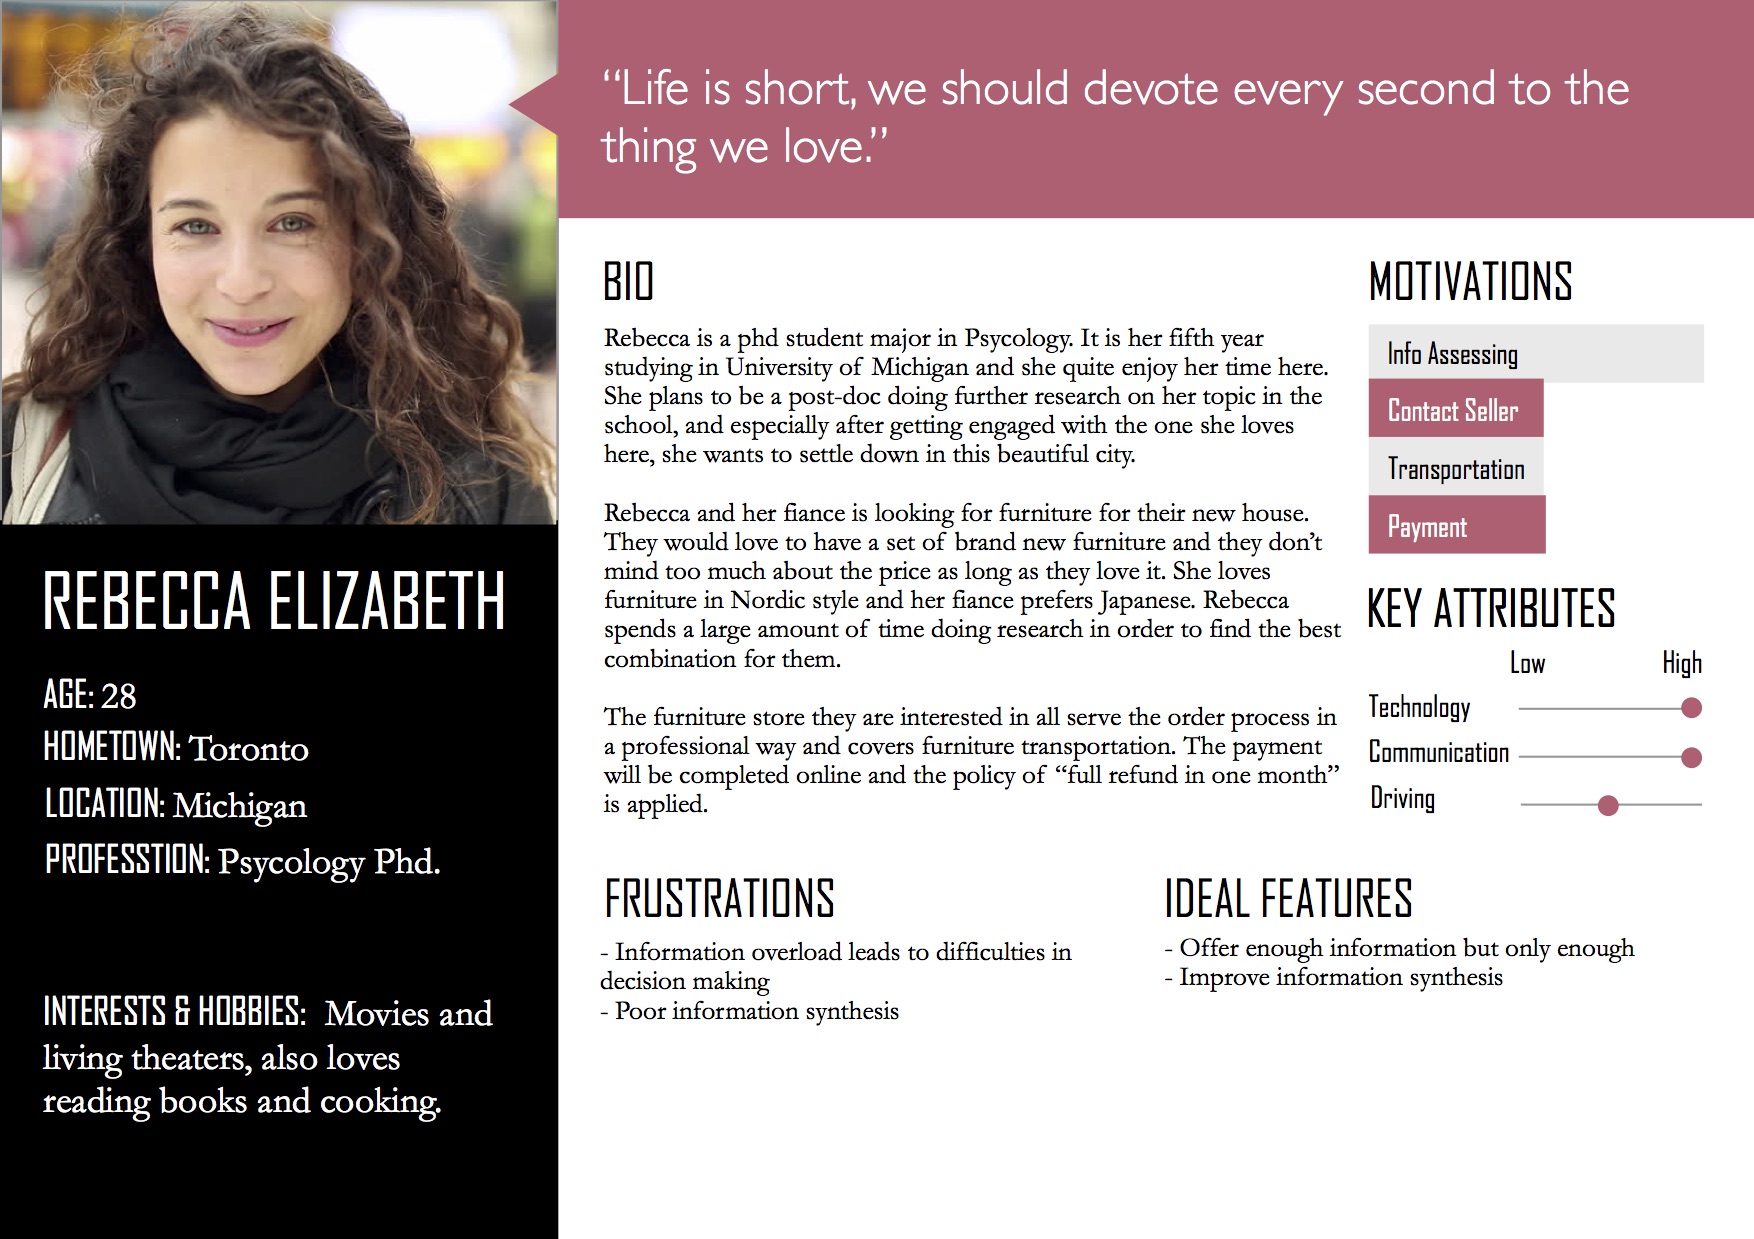 “Life is short, we should devote every second to the
thing we love.”
REBECCA ELIZABETH
AGE: 28
HOMETOWN: Toronto
LOCATION: Michigan
PROFESSTION: Psycology Phd.
INTERESTS & HOBBIES: Movies and
living theaters, also loves
reading books and cooking.
BIO
Rebecca is a phd student major in Psycology. It is her fifth year
studying in University of Michigan and she quite enjoy her time here.
She plans to be a post-doc doing further research on her topic in the
school, and especially after getting engaged with the one she loves
here, she wants to settle down in this beautiful city.
Rebecca and her fiance is looking for furniture for their new house.
They would love to have a set of brand new furniture and they don’t
mind too much about the price as long as they love it. She loves
furniture in Nordic style and her fiance prefers Japanese. Rebecca
spends a large amount of time doing research in order to find the best
combination for them.
The furniture store they are interested in all serve the order process in
a professional way and covers furniture transportation. The payment
will be completed online and the policy of “full refund in one month”
is applied.
MOTIVATIONS
Info Assessing
Contact Seller
Transportation
Payment
KEY ATTRIBUTES
Low High
Technology
Communication
Driving
FRUSTRATIONS
- Information overload leads to difficulties in
decision making
- Poor information synthesis
IDEAL FEATURES
- Offer enough information but only enough
- Improve information synthesis